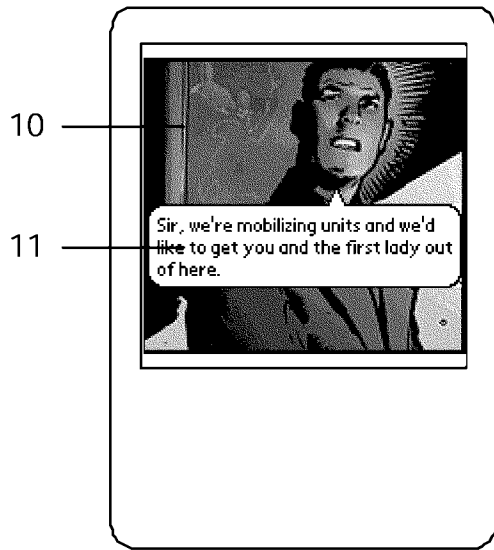 10
11
Sir, we're mobilizing units and we'd
like to get you and the first lady out
of here.